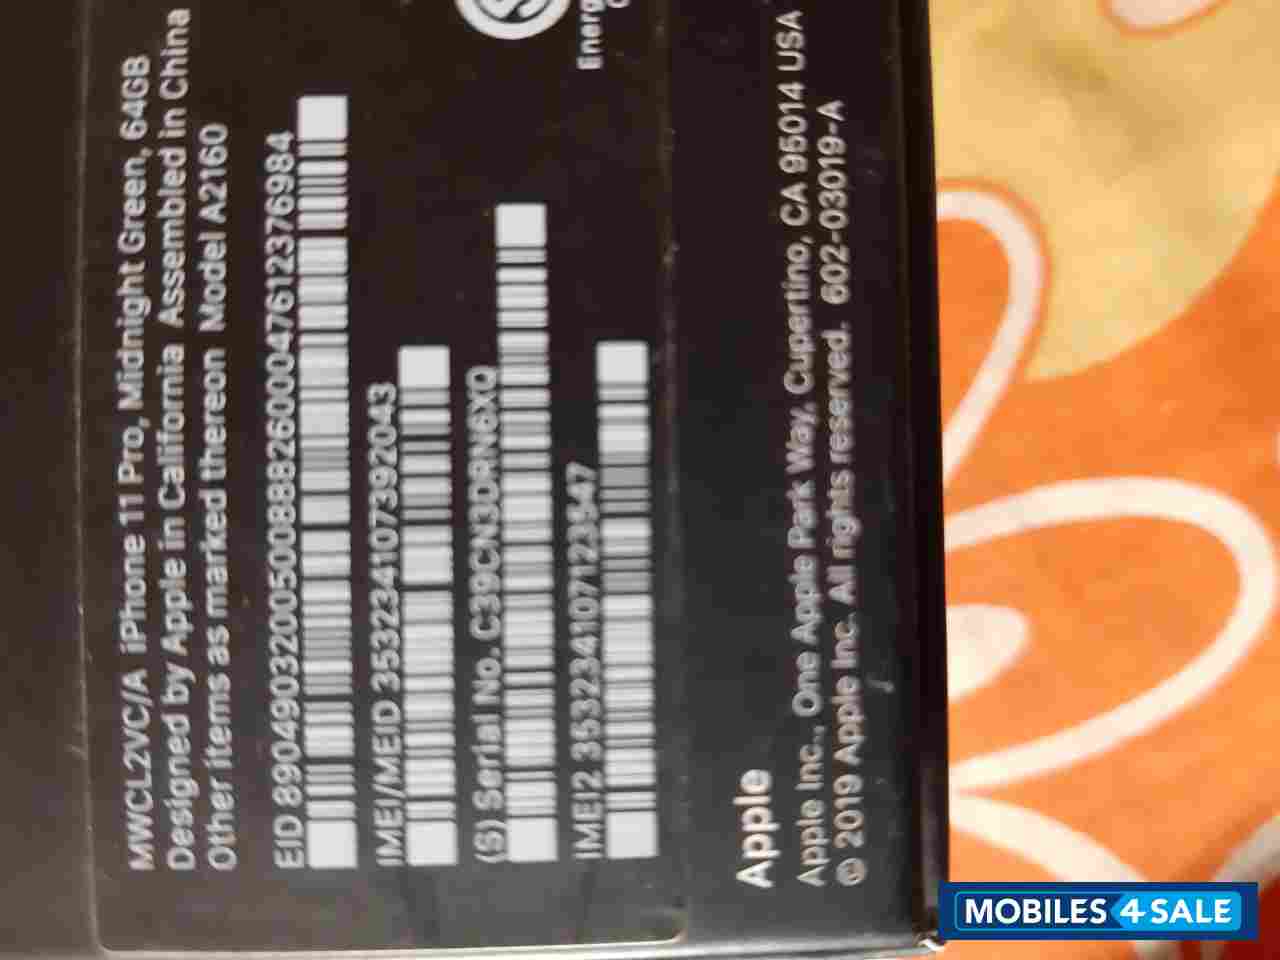 MWCL2VC/A iPhone 11 Pro, Midnight Green, 64GB
Designed by Apple in California Assembled in China
Other items as marked thereon Model A2160
EID 89049032005008882600047612376984
IMEI/MEID 353234107392043
(S) Serial No. C39CN3DRN6XQ
IMEI2 353234107123547
Energ
Apple
Apple Inc., One Apple Park Way, Cupertino, CA 95014 USA
© 2019 Apple Inc. All rights reserved. 602-03019-A
MOBILES 4 SALE